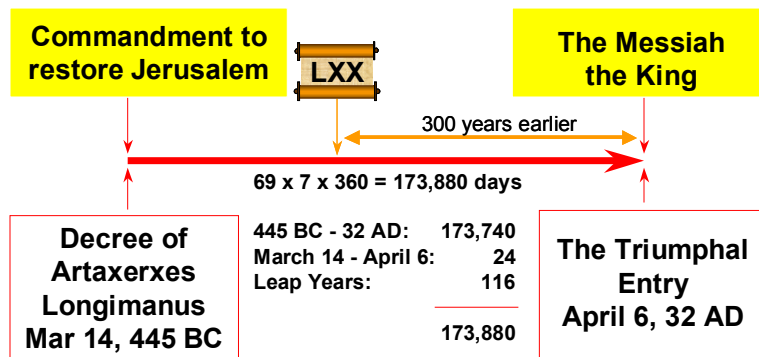 Commandment to
restore Jerusalem
LXX
The Messiah
the King
300 years earlier
69 x 7 x 360 = 173,880 days
Decree of
Artaxerxes
Longimanus
Mar 14, 445 BC
445 BC - 32 AD: 173,740
March 14 - April 6: 24
Leap Years: 116
173,880
The Triumphal
Entry
April 6, 32 AD